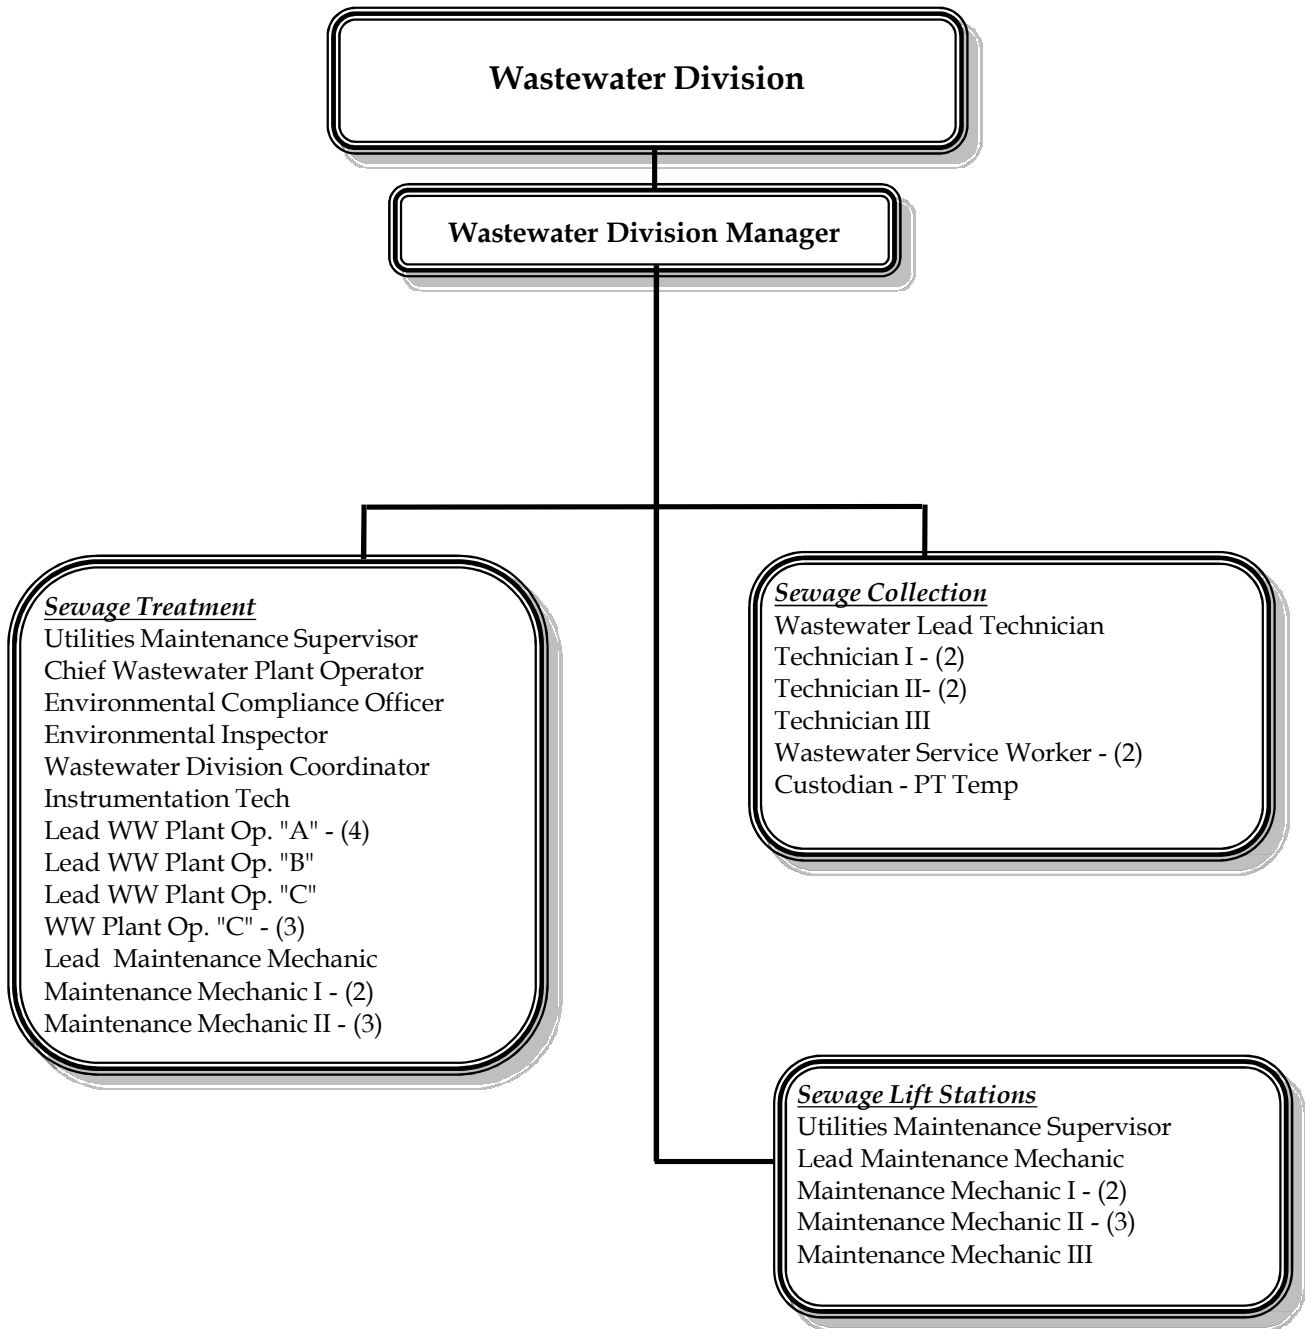 Wastewater Division
Wastewater Division Manager
Sewage Treatment
Utilities Maintenance Supervisor
Chief Wastewater Plant Operator
Environmental Compliance Officer
Environmental Inspector
Wastewater Division Coordinator
Instrumentation Tech
Lead WW Plant Op. "A" - (4)
Lead WW Plant Op. "B"
Lead WW Plant Op. "C"
WW Plant Op. "C" - (3)
Lead  Maintenance Mechanic
Maintenance Mechanic I - (2)
Maintenance Mechanic II - (3)
Sewage Collection
Wastewater Lead Technician
Technician I - (2)
Technician II- (2)
Technician III
Wastewater Service Worker - (2)
Custodian - PT Temp
Sewage Lift Stations
Utilities Maintenance Supervisor
Lead Maintenance Mechanic
Maintenance Mechanic I - (2)
Maintenance Mechanic II - (3)
Maintenance Mechanic III